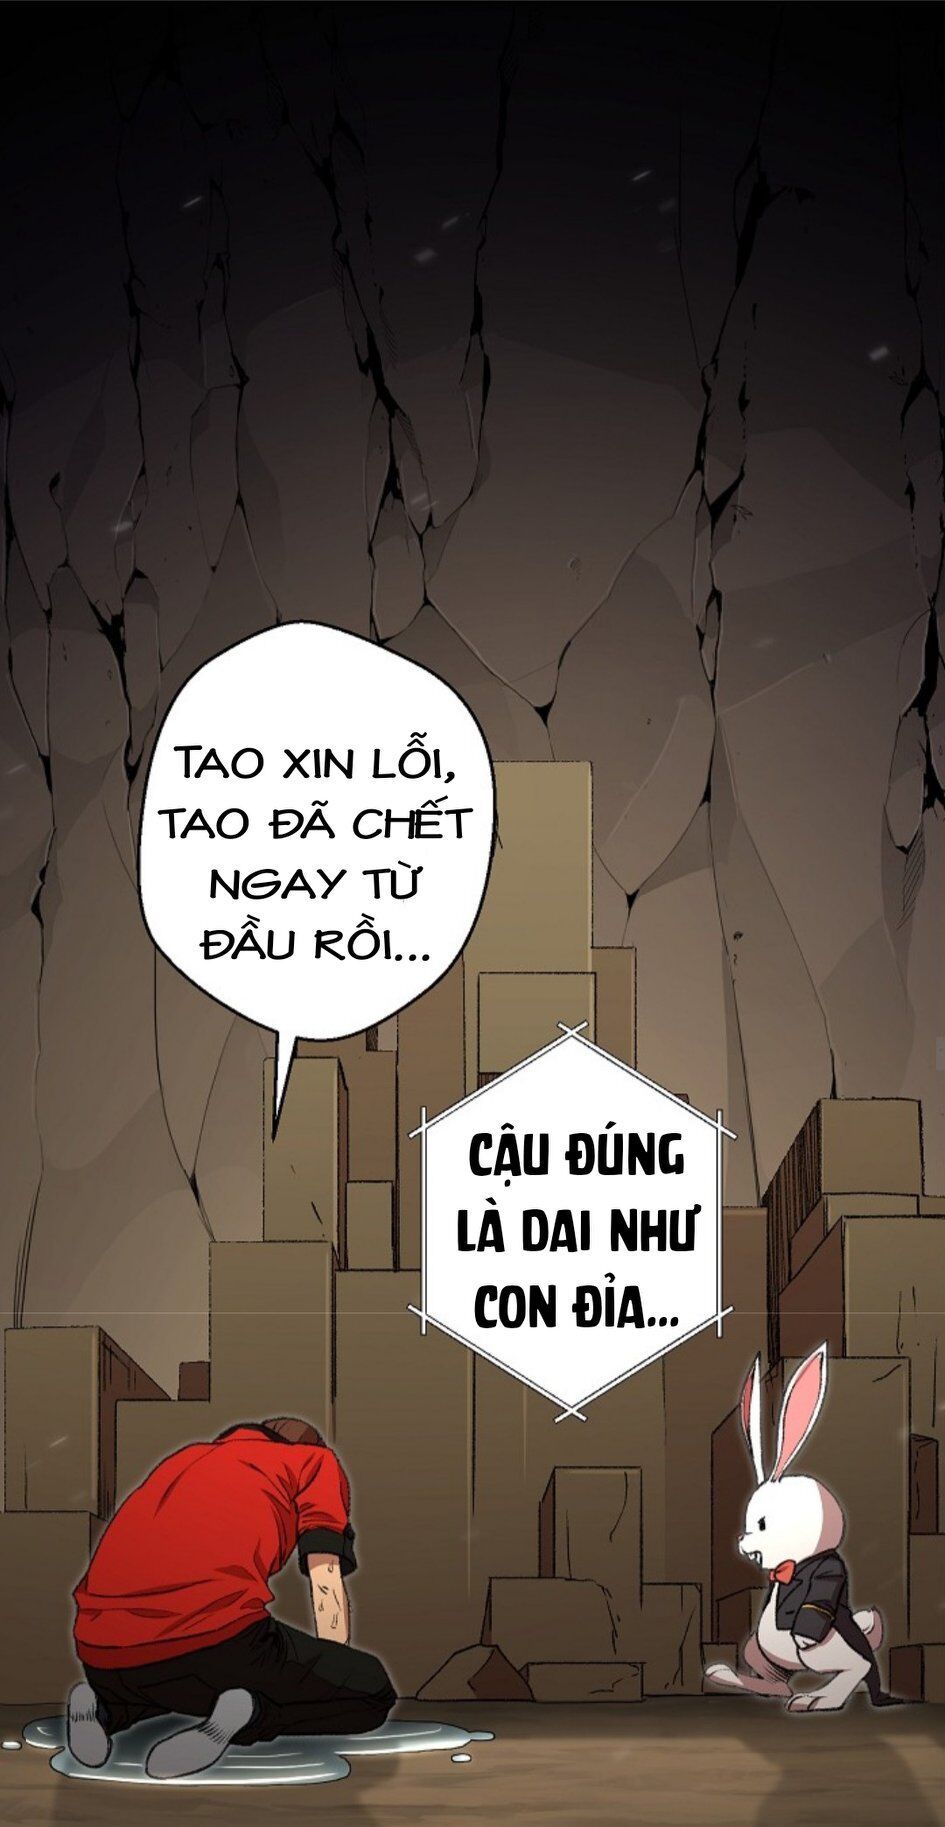 TAO XIN LỖI,
TAO ĐÃ CHẾT
NGAY TỪ
ĐẦU RỒI...
CẬU ĐÚNG
LÀ DAI NHƯ
CON ĐỈA...